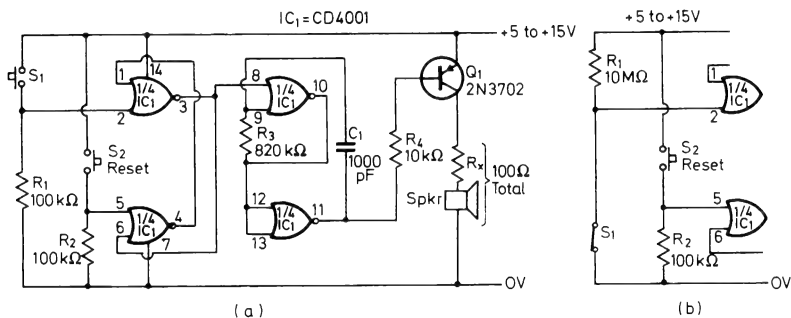 IC₁=CD4001
+5 to +15V
S₁
14
1
1/4
IC₁
2
3
S₂
Reset
R₁
100kΩ
5
1/4
IC₁
4
6
7
R₂
100kΩ
8
1/4
IC₁
10
9
R₃
820kΩ
C₁
1000
pF
12
1/4
IC₁
11
13
R₄
10kΩ
Q₁
2N3702
Rx
100Ω
Total
Spkr
0V
(a)
+5 to +15V
R₁
10MΩ
1
1/4
IC₁
2
S₂
Reset
5
1/4
IC₁
6
S₁
R₂
100kΩ
0V
(b)